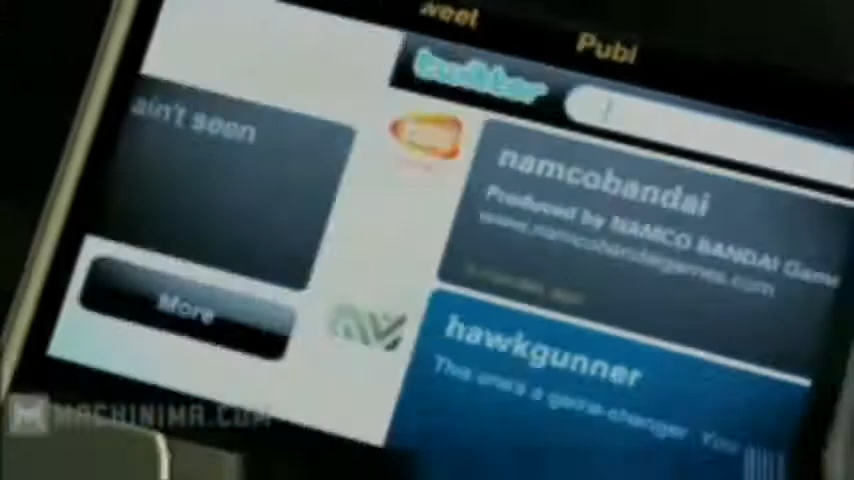 weet
Publ
twitter
ain't seen
namcobandai
Produced by NAMCO BANDAI Game
www.namcobandaigames.com
More
hawkgunner
This one's a game-changer. You
MACHINIMA.COM